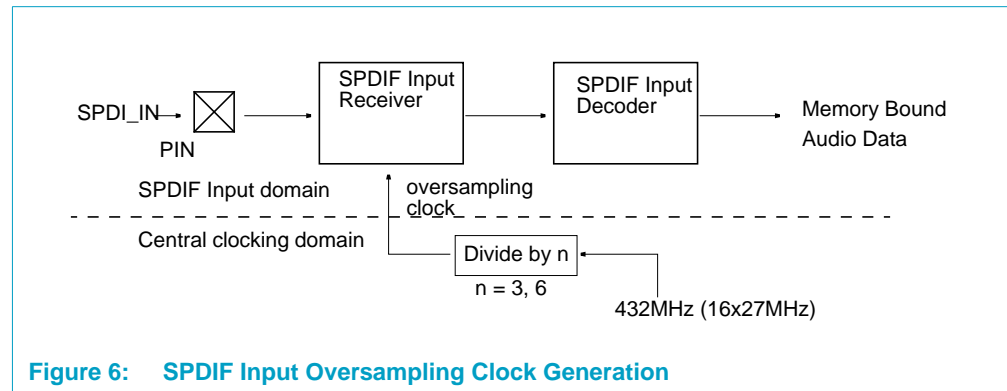 SPDI_IN
PIN
SPDIF Input
Receiver
SPDIF Input
Decoder
Memory Bound
Audio Data
SPDIF Input domain
oversampling
clock
Central clocking domain
Divide by n
n = 3, 6
432MHz (16x27MHz)
Figure 6: SPDIF Input Oversampling Clock Generation